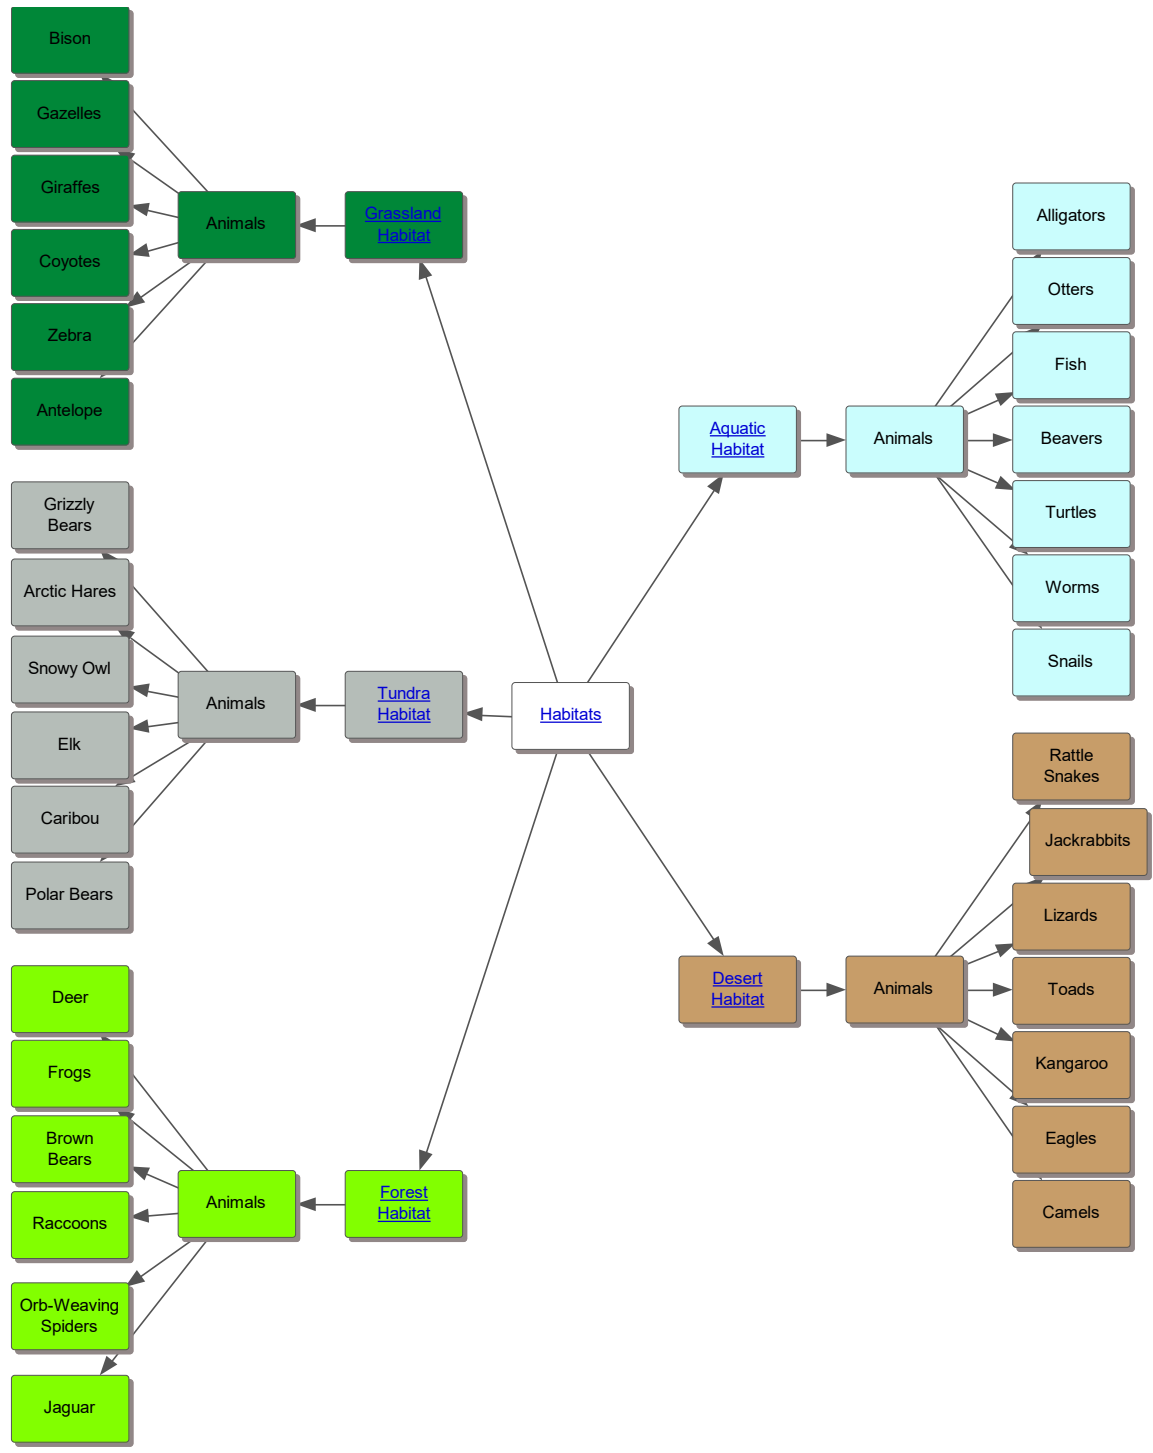 Bison
Gazelles
Giraffes
Coyotes
Zebra
Antelope
Animals
Grassland
Habitat
Grizzly
Bears
Arctic Hares
Snowy Owl
Elk
Caribou
Polar Bears
Animals
Tundra
Habitat
Deer
Frogs
Brown
Bears
Raccoons
Orb-Weaving
Spiders
Jaguar
Animals
Forest
Habitat
Habitats
Aquatic
Habitat
Animals
Alligators
Otters
Fish
Beavers
Turtles
Worms
Snails
Desert
Habitat
Animals
Rattle
Snakes
Jackrabbits
Lizards
Toads
Kangaroo
Eagles
Camels